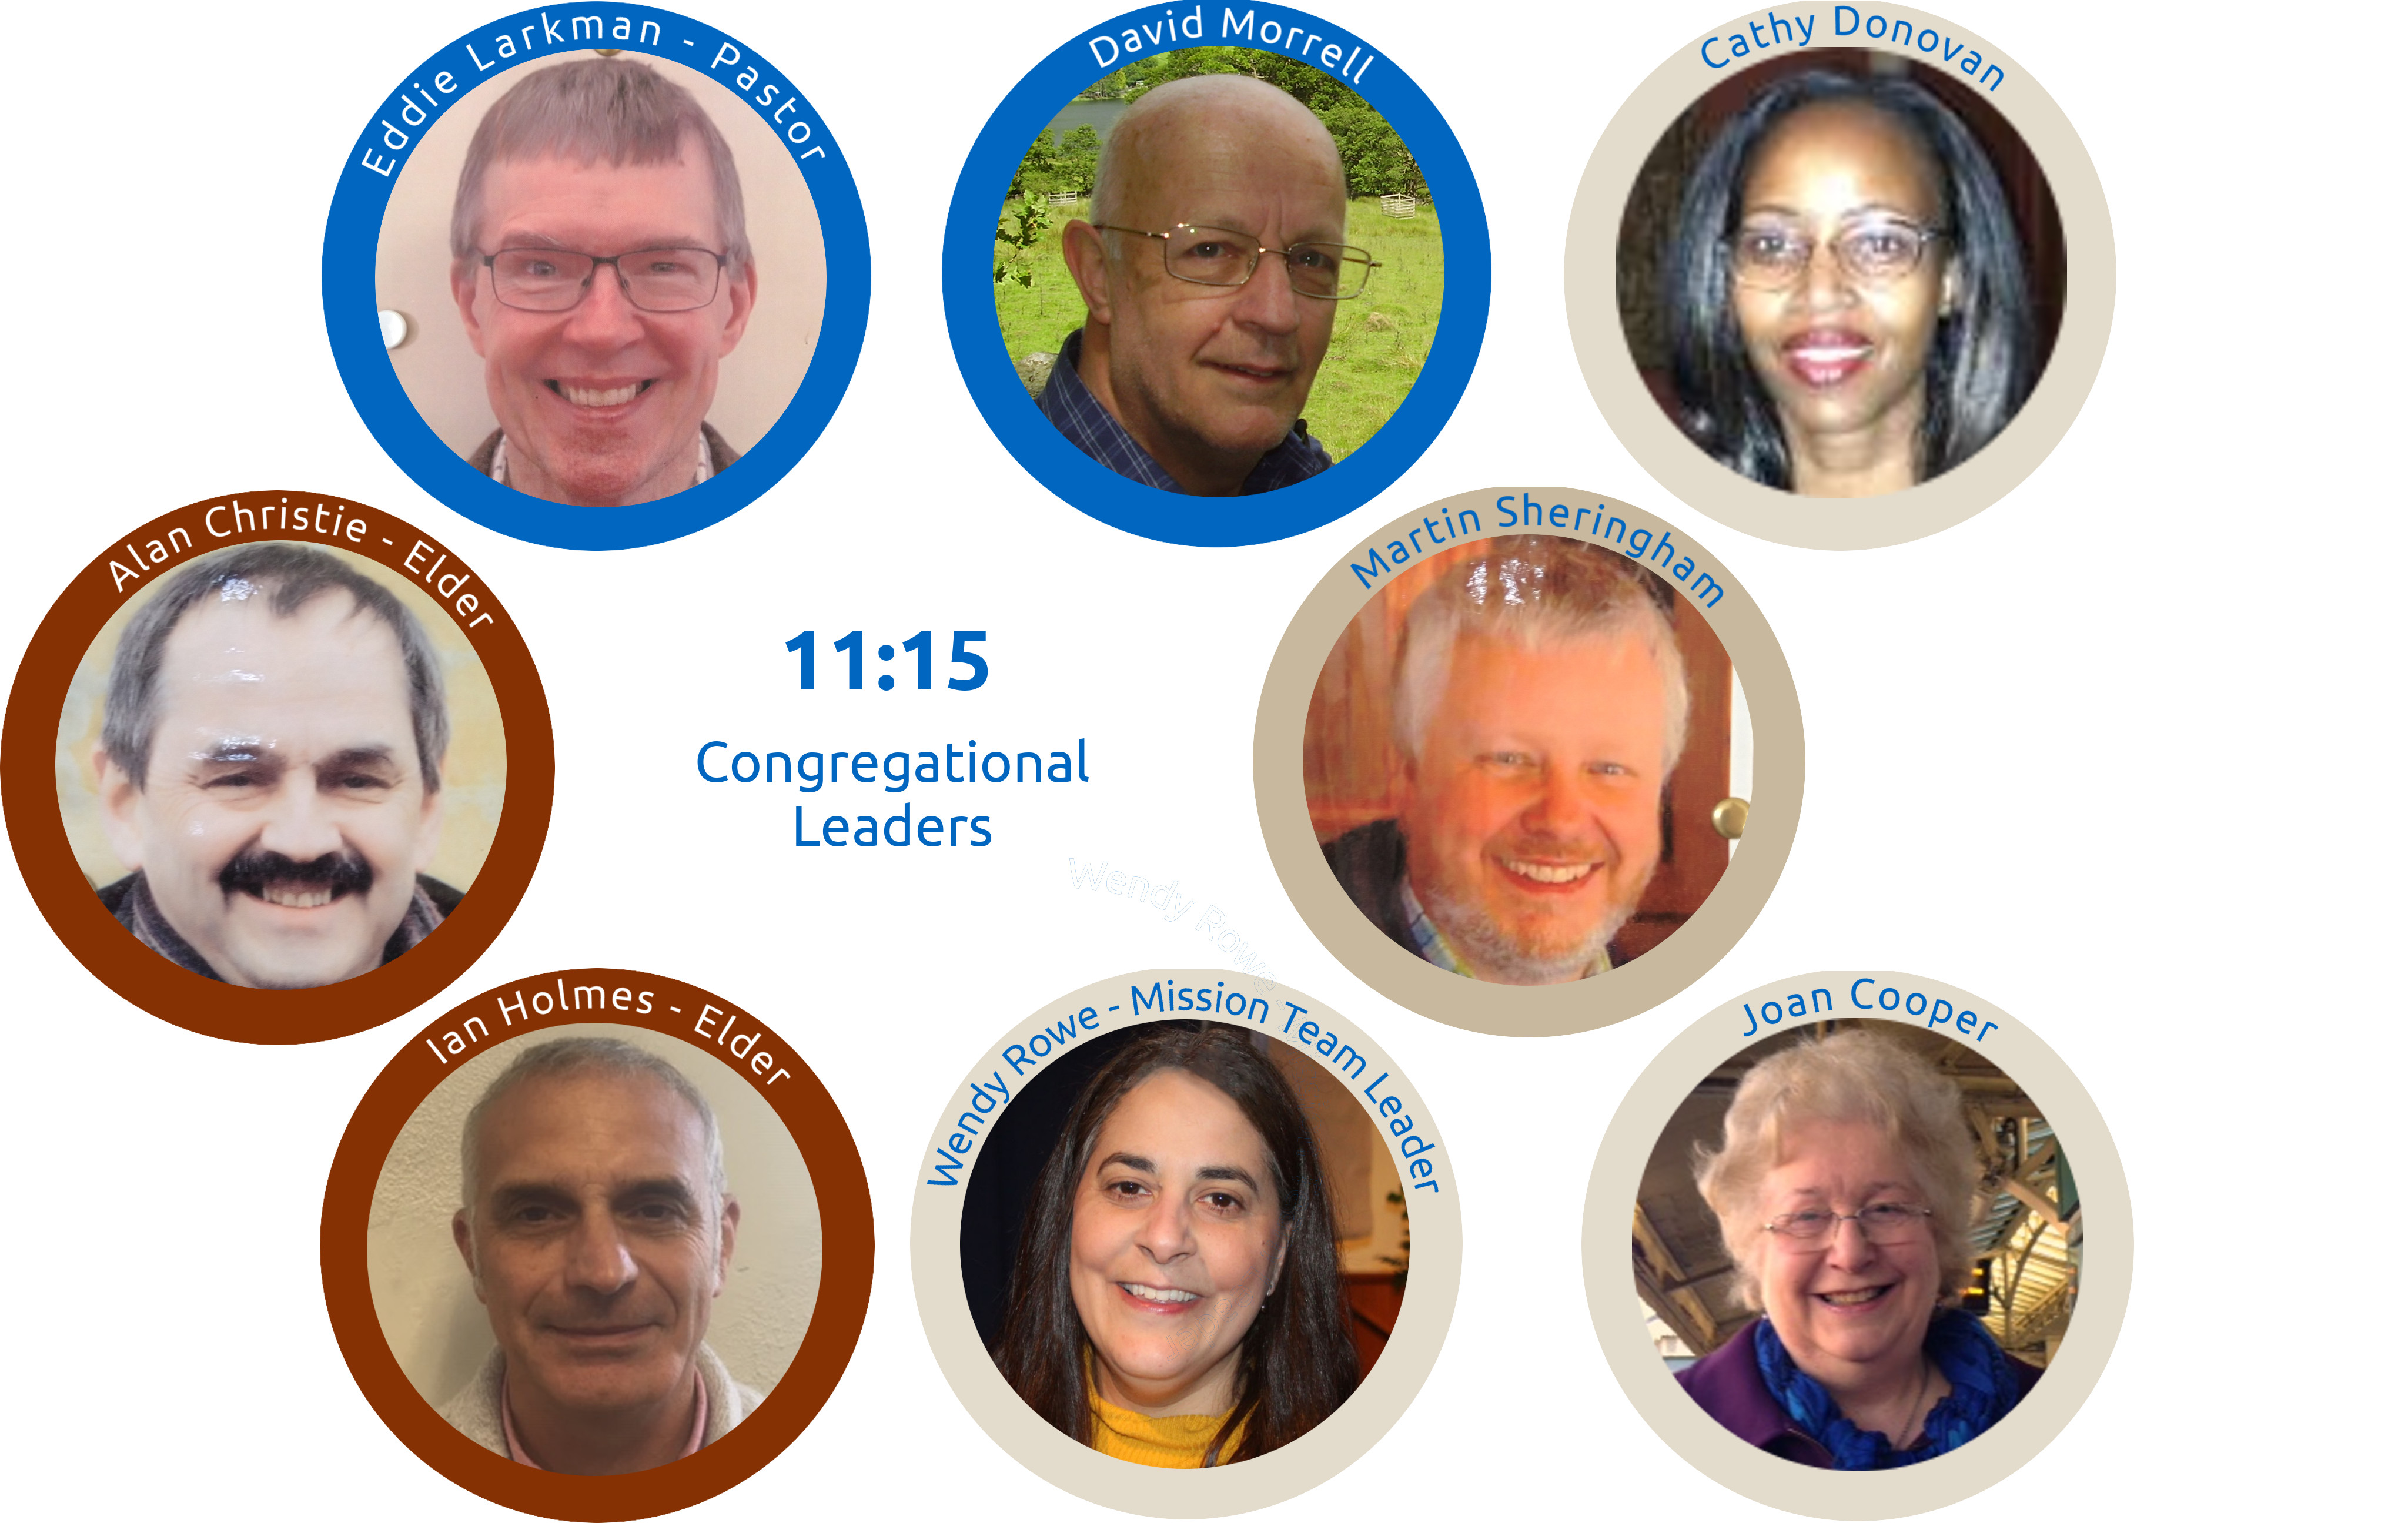 Eddie Larkman - Pastor
David Morrell
Cathy Donovan
Alan Christie - Elder
Martin Sheringham
11:15
Congregational
Leaders
Wendy Rowe
Ian Holmes - Elder
Wendy Rowe - Mission Team Leader
Joan Cooper